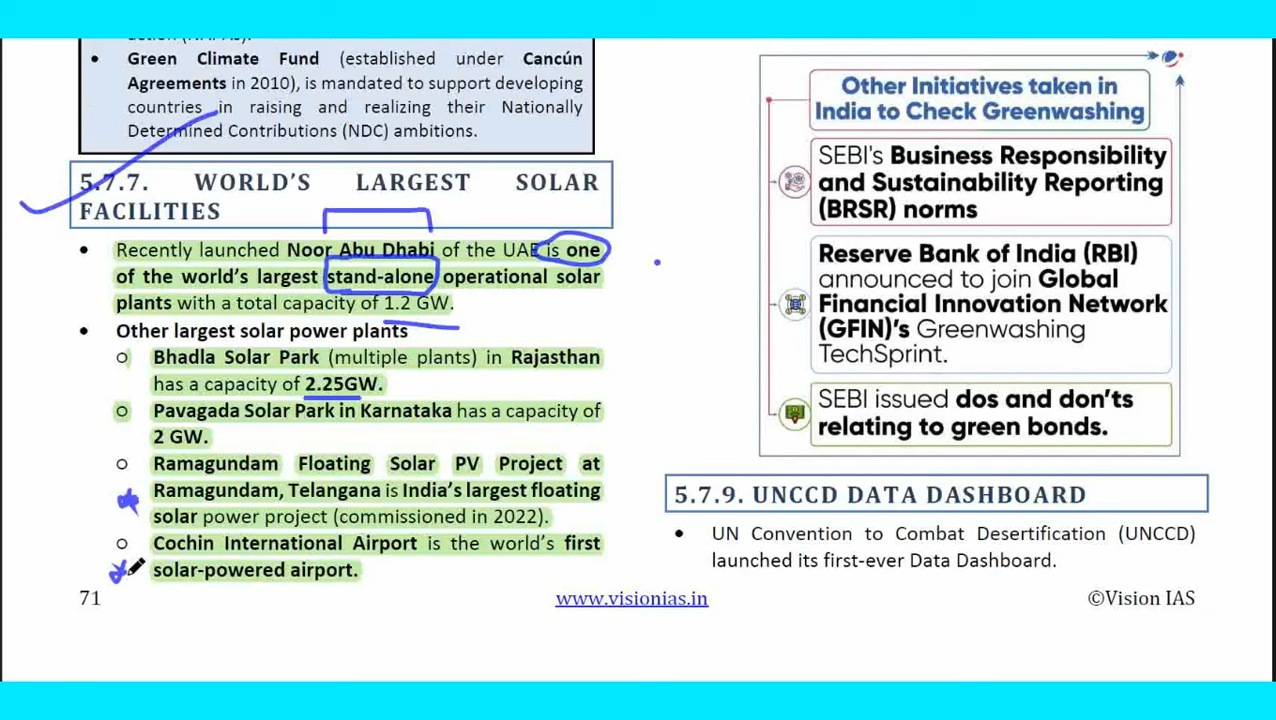 action (NAPAs).
• Green Climate Fund (established under Cancún
Agreements in 2010), is mandated to support developing
countries in raising and realizing their Nationally
Determined Contributions (NDC) ambitions.
5.7.7. WORLD'S LARGEST SOLAR
FACILITIES
• Recently launched Noor Abu Dhabi of the UAE is one
of the world's largest stand-alone operational solar
plants with a total capacity of 1.2 GW.
• Other largest solar power plants
o Bhadla Solar Park (multiple plants) in Rajasthan
has a capacity of 2.25GW.
o Pavagada Solar Park in Karnataka has a capacity of
2 GW.
o Ramagundam Floating Solar PV Project at
Ramagundam, Telangana is India's largest floating
solar power project (commissioned in 2022).
o Cochin International Airport is the world's first
solar-powered airport.
Other Initiatives taken in
India to Check Greenwashing
SEBI's Business Responsibility
and Sustainability Reporting
(BRSR) norms
Reserve Bank of India (RBI)
announced to join Global
Financial Innovation Network
(GFIN)'s Greenwashing
TechSprint.
SEBI issued dos and don'ts
relating to green bonds.
5.7.9. UNCCD DATA DASHBOARD
• UN Convention to Combat Desertification (UNCCD)
launched its first-ever Data Dashboard.
71
www.visionias.in
©Vision IAS